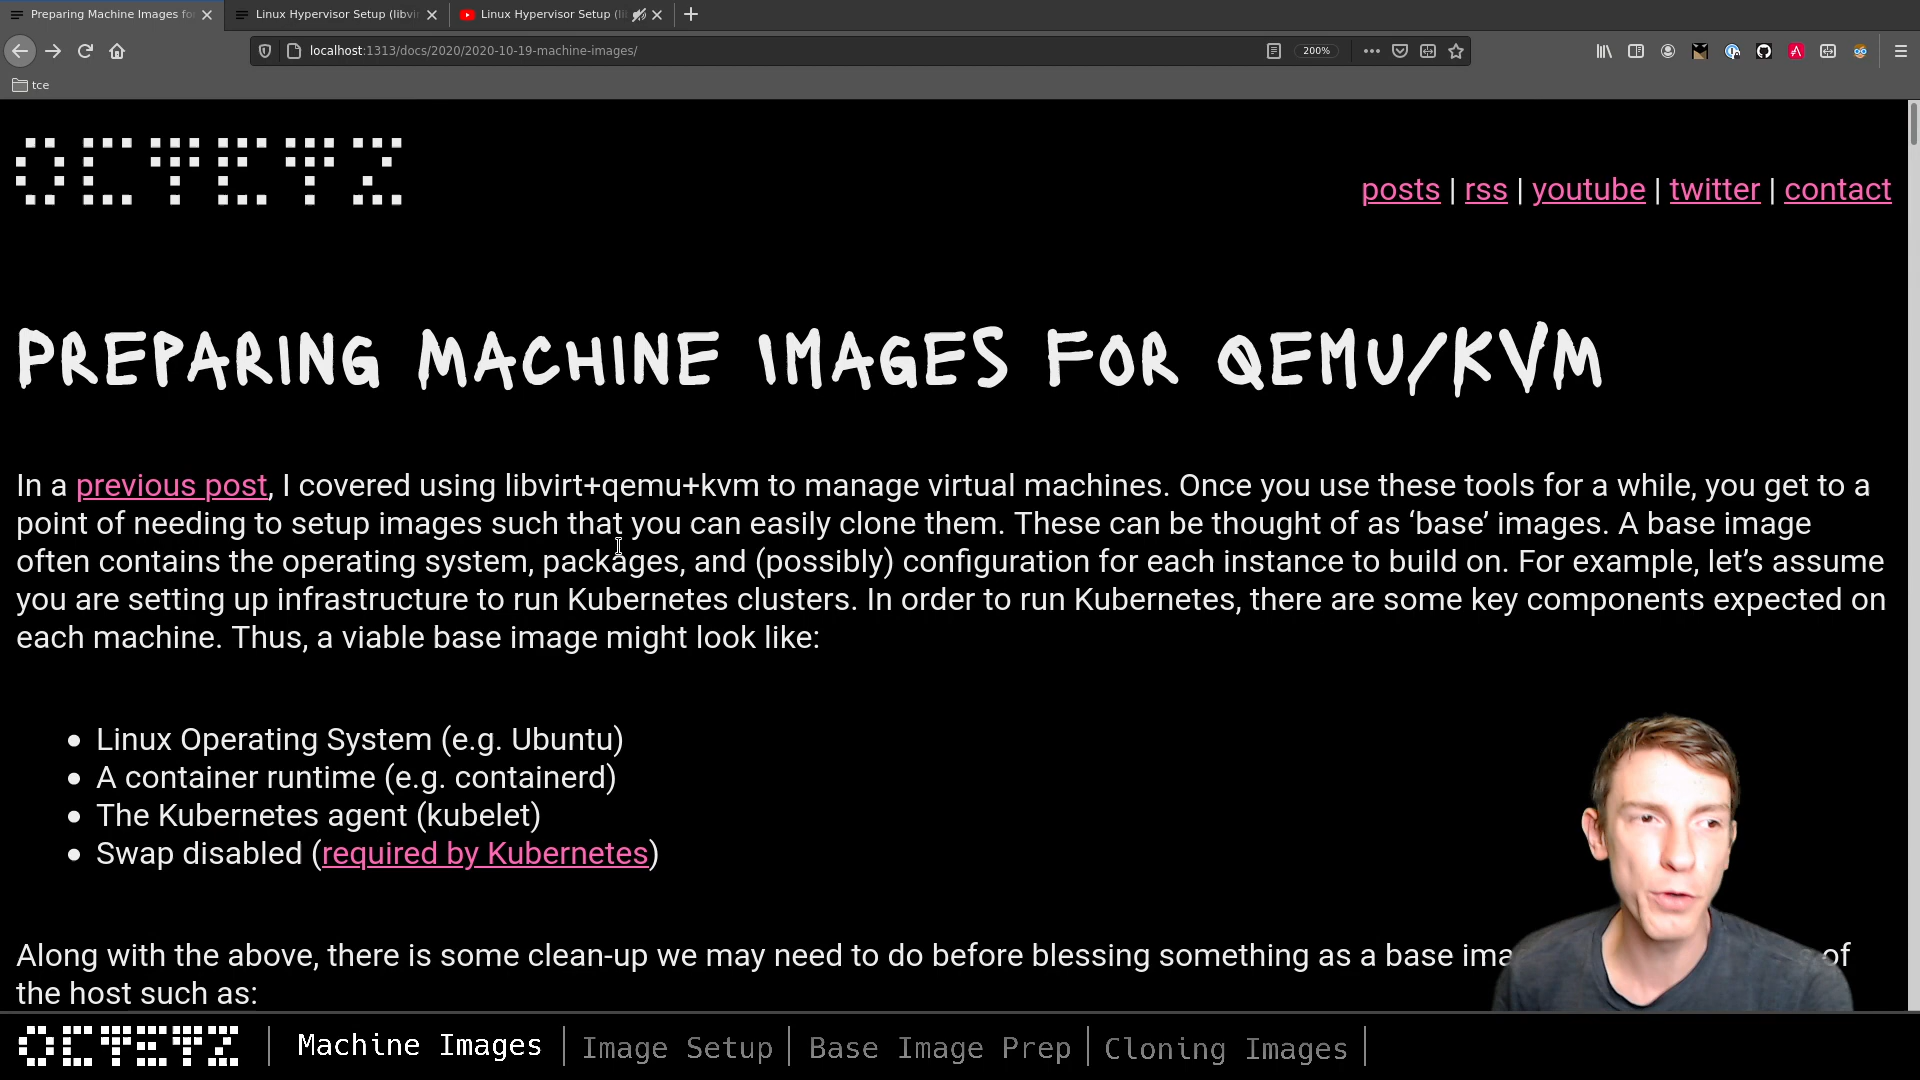 Preparing Machine Images fo
Linux Hypervisor Setup (libvi
Linux Hypervisor Setup (li
localhost:1313/docs/2020/2020-10-19-machine-images/
200%
tce
OCTETZ
posts | rss | youtube | twitter | contact
PREPARING MACHINE IMAGES FOR QEMU/KVM
In a previous post, I covered using libvirt+qemu+kvm to manage virtual machines. Once you use these tools for a while, you get to a
point of needing to setup images such that you can easily clone them. These can be thought of as ‘base’ images. A base image
often contains the operating system, packages, and (possibly) configuration for each instance to build on. For example, let’s assume
you are setting up infrastructure to run Kubernetes clusters. In order to run Kubernetes, there are some key components expected on
each machine. Thus, a viable base image might look like:
• Linux Operating System (e.g. Ubuntu)
• A container runtime (e.g. containerd)
• The Kubernetes agent (kubelet)
• Swap disabled (required by Kubernetes)
Along with the above, there is some clean-up we may need to do before blessing something as a base ima of
the host such as:
OCTETZ | Machine Images | Image Setup | Base Image Prep | Cloning Images |